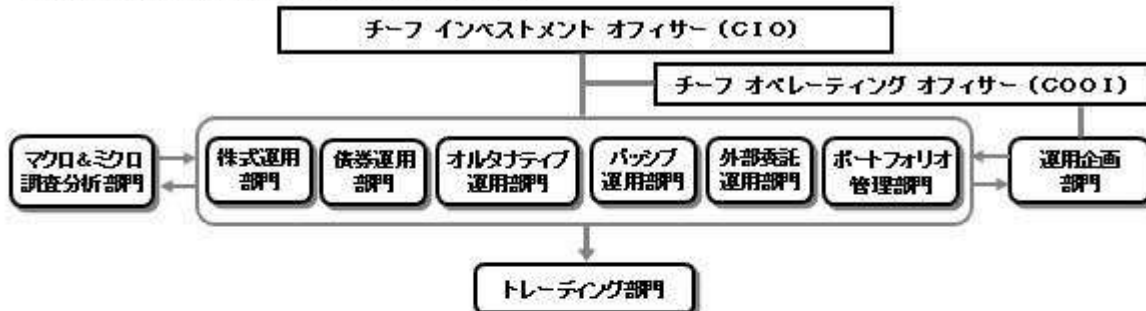 チーフ インベストメント オフィサー (CIO)
チーフ オペレーティング オフィサー (COOI)
マクロ&ミクロ
調査分析部門
株式運用
部門
債券運用
部門
オルタナティブ
運用部門
パッシブ
運用部門
外部委託
運用部門
ポートフォリオ
管理部門
運用企画
部門
トレーディング部門